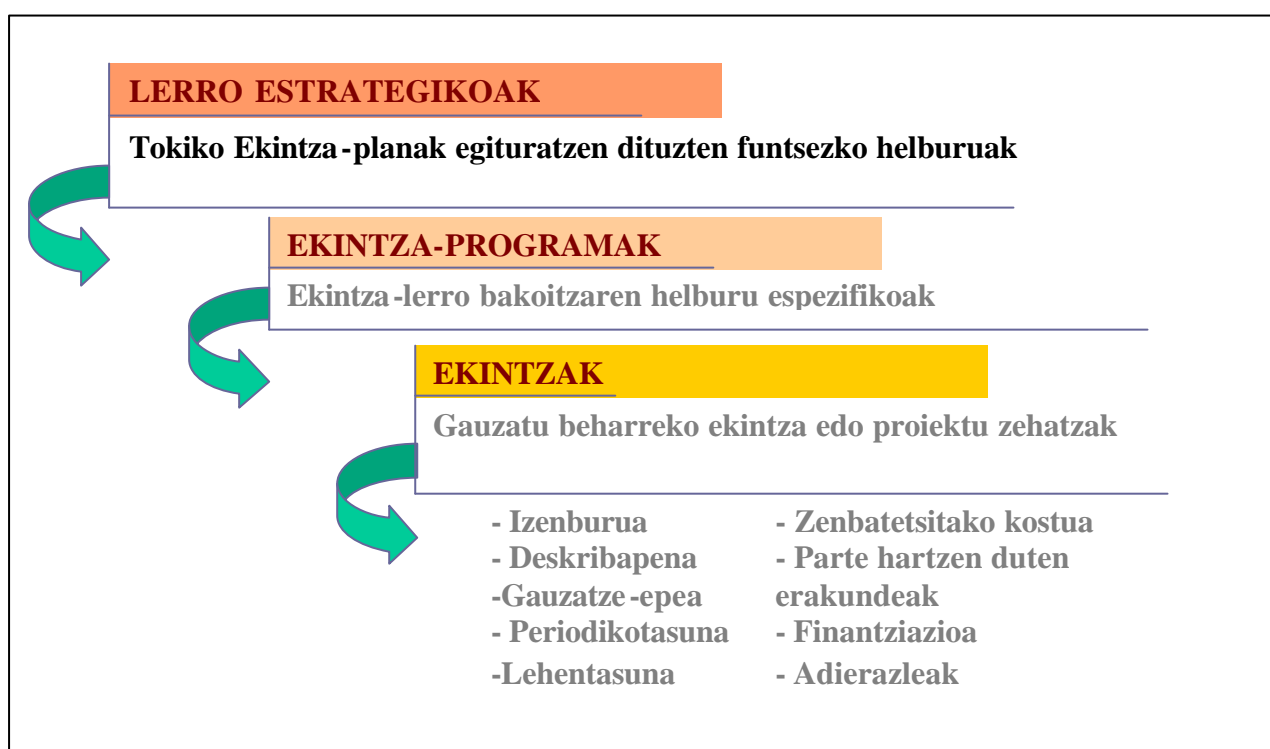 LERRO ESTRATEGIKOAK
Tokiko Ekintza-planak egituratzen dituzten funtsezko helburuak
EKINTZA-PROGRAMAK
Ekintza-lerro bakoitzaren helburu espezifikoak
EKINTZAK
Gauzatu beharreko ekintza edo proiektu zehatzak
- Izenburua
- Deskribapena
-Gauzatze-epea
- Periodikotasuna
-Lehentasuna
- Zenbatetsitako kostua
- Parte hartzen duten
erakundeak
- Finantziazioa
- Adierazleak